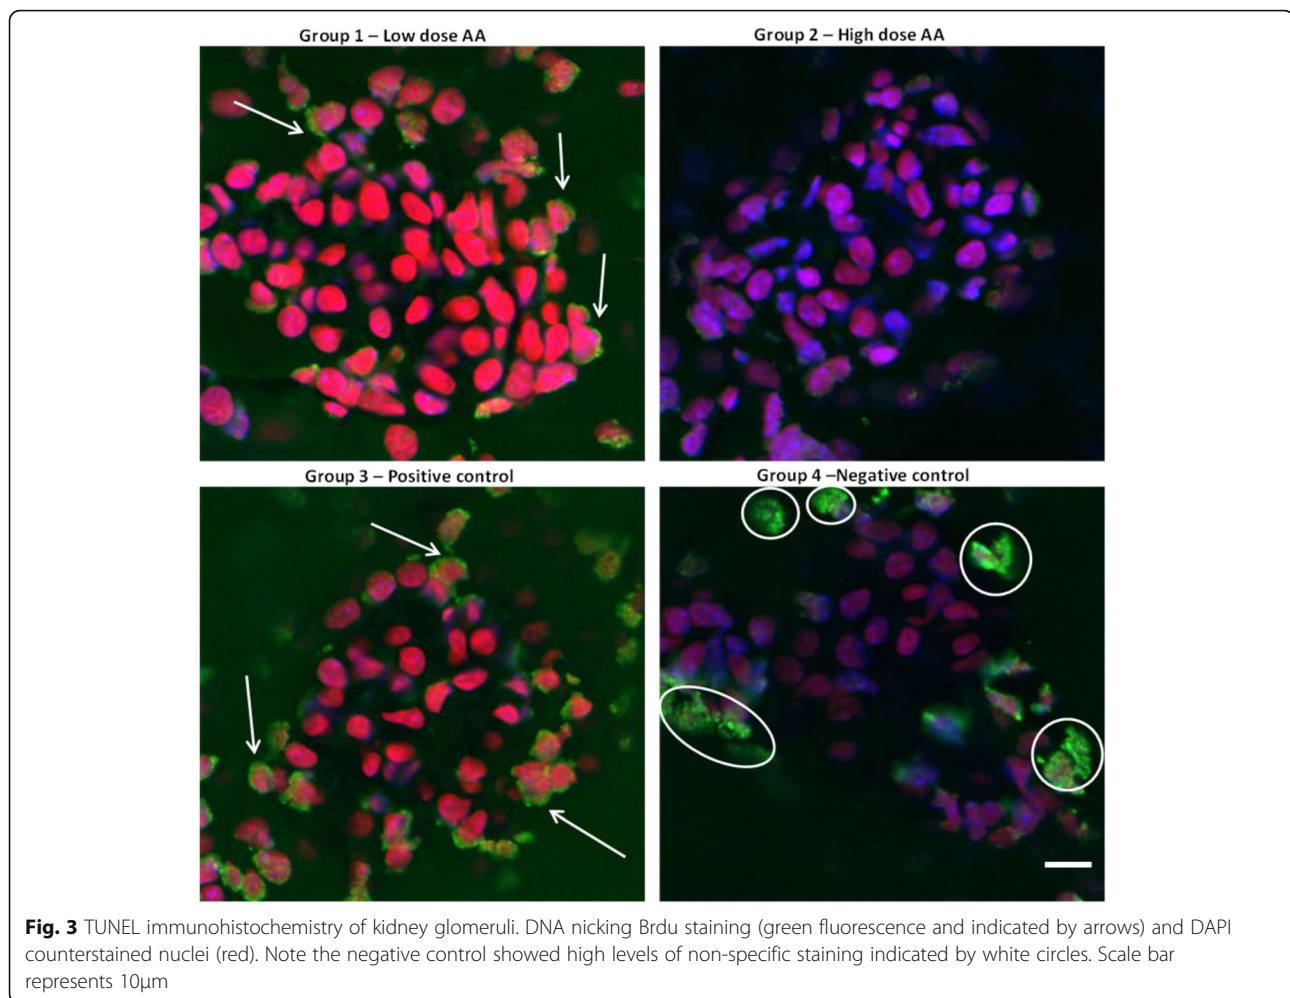 Group 1 – Low dose AA
Group 2 – High dose AA
Group 3 – Positive control
Group 4 –Negative control
Fig. 3 TUNEL immunohistochemistry of kidney glomeruli. DNA nicking Brdu staining (green fluorescence and indicated by arrows) and DAPI
counterstained nuclei (red). Note the negative control showed high levels of non-specific staining indicated by white circles. Scale bar
represents 10μm